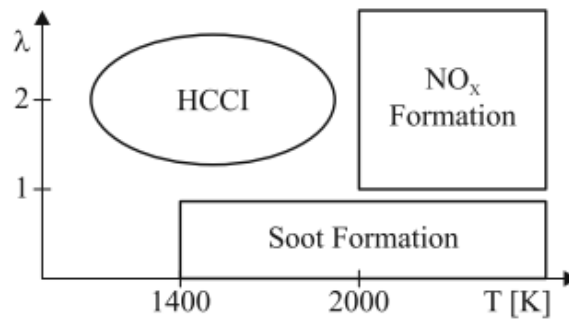 λ
2
1
HCCI
NOₓ
Formation
Soot Formation
1400
2000
T [K]